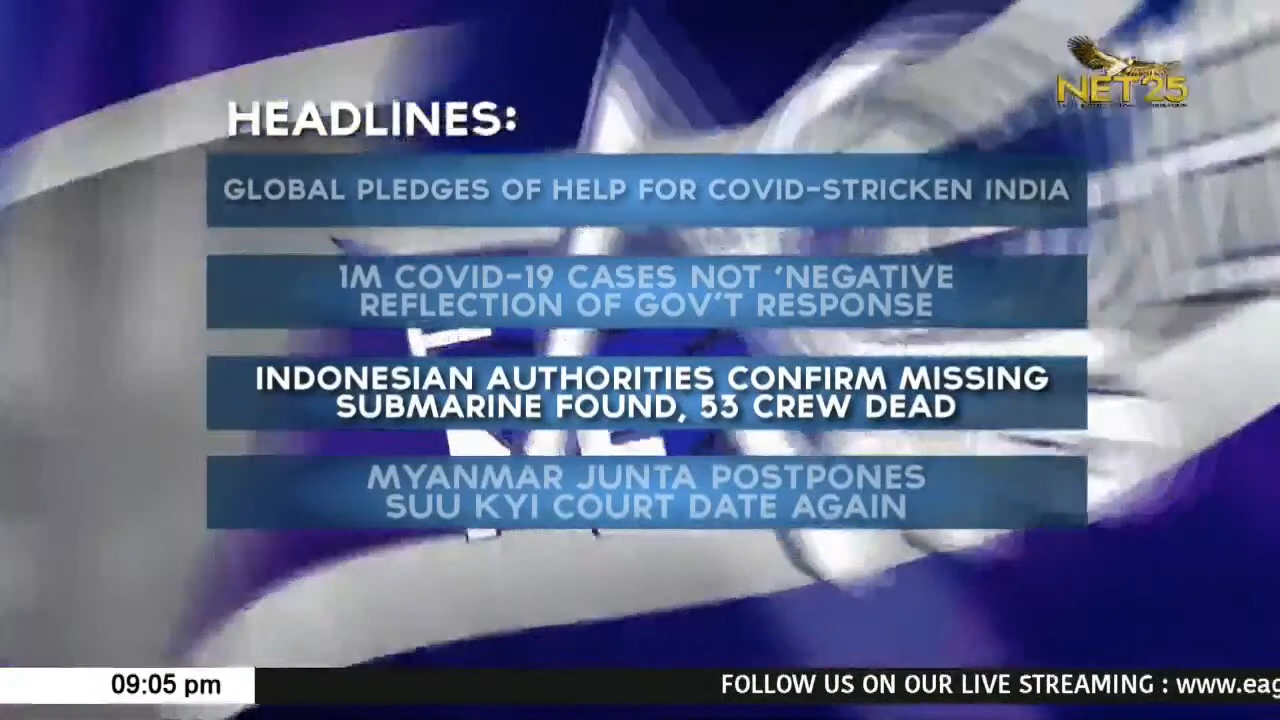 NET25
HEADLINES:
GLOBAL PLEDGES OF HELP FOR COVID-STRICKEN INDIA
1M COVID-19 CASES NOT ‘NEGATIVE
REFLECTION OF GOV’T RESPONSE
INDONESIAN AUTHORITIES CONFIRM MISSING
SUBMARINE FOUND, 53 CREW DEAD
MYANMAR JUNTA POSTPONES
SUU KYI COURT DATE AGAIN
09:05 pm
FOLLOW US ON OUR LIVE STREAMING : www.eag